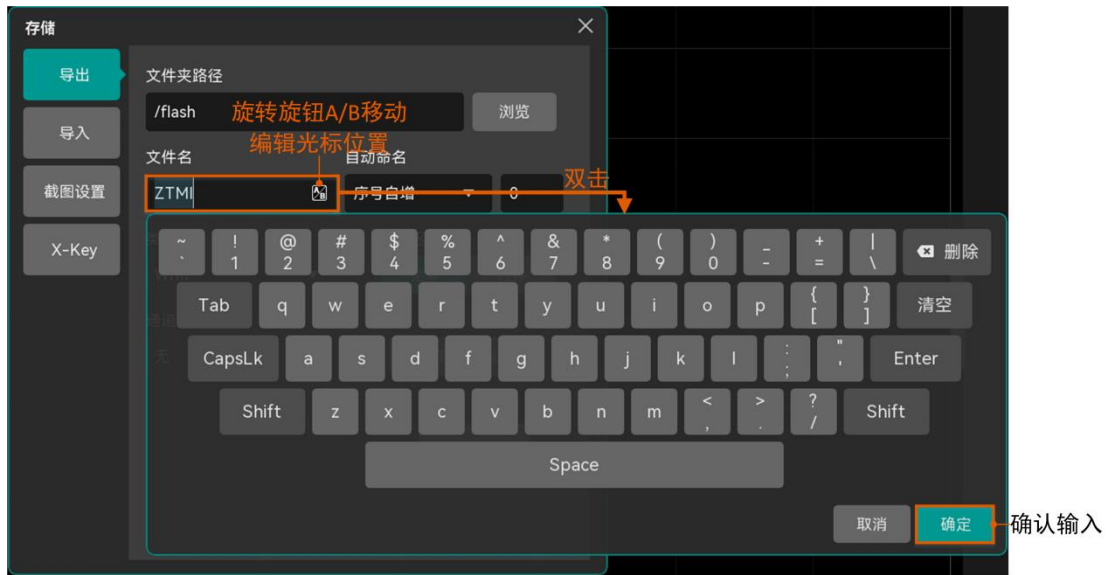 存储
导出
导入
截图设置
X-Key
文件夹路径
/flash
旋转旋钮A/B移动
编辑光标位置
浏览
文件名
自动命名
ZTMI
A/B
序号自增
0
双击
~ ` ! 1 @ 2 # 3 $ 4 % 5 ^ 6 & 7 * 8 ( 9 ) 0 _ - + = | \ 删除
Tab q w e r t y u i o p { [ } ] 清空
CapsLk a s d f g h j k l : ; " ' Enter
Shift z x c v b n m < , > . ? / Shift
Space
取消
确定
确认输入
通道
无